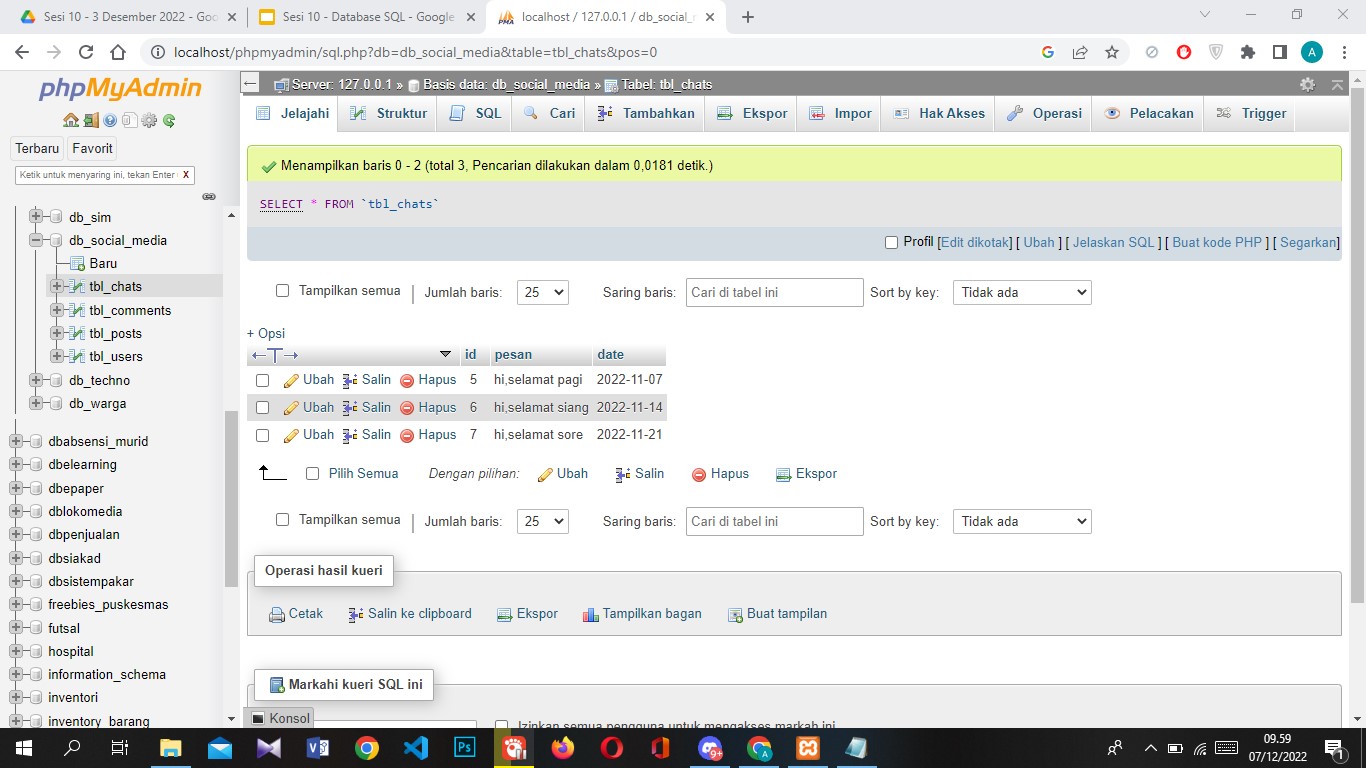 Sesi 10 - 3 Desember 2022 - Goo
Sesi 10 - Database SQL - Google
localhost / 127.0.0.1 / db_social_r
localhost/phpmyadmin/sql.php?db=db_social_media&table=tbl_chats&pos=0
A
phpMyAdmin
Terbaru Favorit
Ketik untuk menyaring ini, tekan Enter X
db_sim
db_social_media
Baru
tbl_chats
tbl_comments
tbl_posts
tbl_users
db_techno
db_warga
dbabsensi_murid
dbelearning
dbepaper
dblokomedia
dbpenjualan
dbsiakad
dbsistempakar
freebies_puskesmas
futsal
hospital
information_schema
inventori
inventory_barang
Server: 127.0.0.1 » Basis data: db_social_media » Tabel: tbl_chats
Jelajahi Struktur SQL Cari Tambahkan Ekspor Impor Hak Akses Operasi Pelacakan Trigger
Menampilkan baris 0 - 2 (total 3, Pencarian dilakukan dalam 0,0181 detik.)
SELECT * FROM `tbl_chats`
Profil [Edit dikotak] [ Ubah ] [ Jelaskan SQL ] [ Buat kode PHP ] [ Segarkan]
Tampilkan semua | Jumlah baris: 25 Saring baris: Cari di tabel ini Sort by key: Tidak ada
+ Opsi
←T→ id pesan date
Ubah Salin Hapus 5 hi,selamat pagi 2022-11-07
Ubah Salin Hapus 6 hi,selamat siang 2022-11-14
Ubah Salin Hapus 7 hi,selamat sore 2022-11-21
Pilih Semua Dengan pilihan: Ubah Salin Hapus Ekspor
Tampilkan semua | Jumlah baris: 25 Saring baris: Cari di tabel ini Sort by key: Tidak ada
Operasi hasil kueri
Cetak Salin ke clipboard Ekspor Tampilkan bagan Buat tampilan
Markahi kueri SQL ini
Konsol
Izinkan semua pengguna untuk mengakses markah ini
09.59
07/12/2022